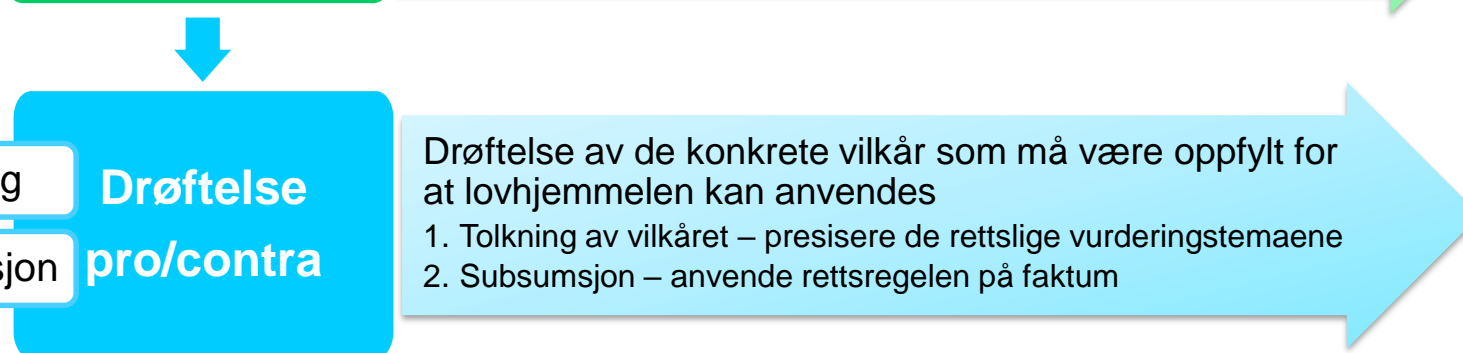 g
sjon
Drøftelse
pro/contra
Drøftelse av de konkrete vilkår som må være oppfylt for
at lovhjemmelen kan anvendes
1. Tolkning av vilkåret – presisere de rettslige vurderingstemaene
2. Subsumsjon – anvende rettsregelen på faktum